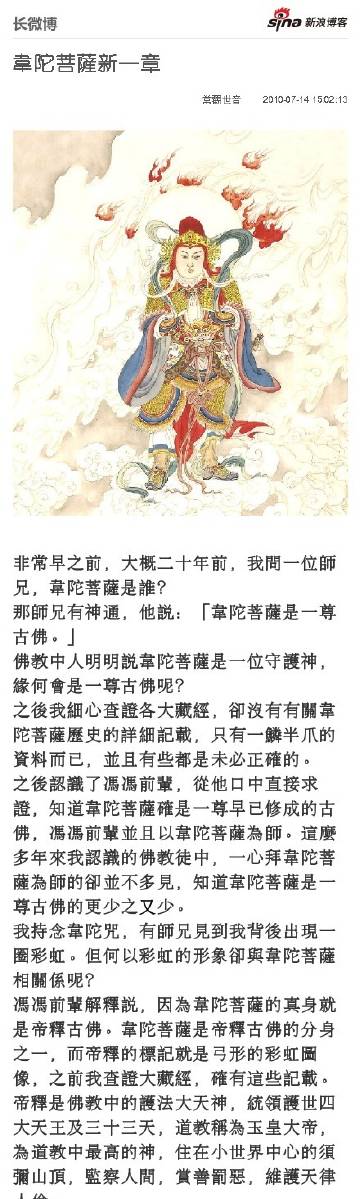 长微博
sina 新浪博客
韋陀菩薩新一章
2010-07-14 15:02:13
非常早之前，大概二十年前，我問一位師
兄，韋陀菩薩是誰？
那師兄有神通，他説：「韋陀菩薩是一尊
古佛。」
佛教中人明明説韋陀菩薩是一位守護神，
緣何會是一尊古佛呢？
之後我細心查證各大藏經，卻沒有有關韋
陀菩薩歷史的詳細記載，只有一鱗半爪的
資料而已，並且有些都是未必正確的。
之後認識了馮馮前輩，從他口中直接求
證，知道韋陀菩薩確是一尊早已修成的古
佛，馮馮前輩並且以韋陀菩薩為師。這麼
多年來我認識的佛教徒中，一心拜韋陀菩
薩為師的卻並不多見，知道韋陀菩薩是一
尊古佛的更少之又少。
我持念韋陀咒，有師兄見到我背後出現一
圈彩虹。但何以彩虹的形象卻與韋陀菩薩
相關係呢？
馮馮前輩解釋説，因為韋陀菩薩的真身就
是帝釋古佛。韋陀菩薩是帝釋古佛的分身
之一，而帝釋的標記就是弓形的彩虹圖
像，之前我查證大藏經，確有這些記載。
帝釋是佛教中的護法大天神，統領護世四
大天王及三十三天，道教稱為玉皇大帝，
為道教中最高的神，住在小世界中心的須
彌山頂，監察人間，賞善罰惡，維護天律